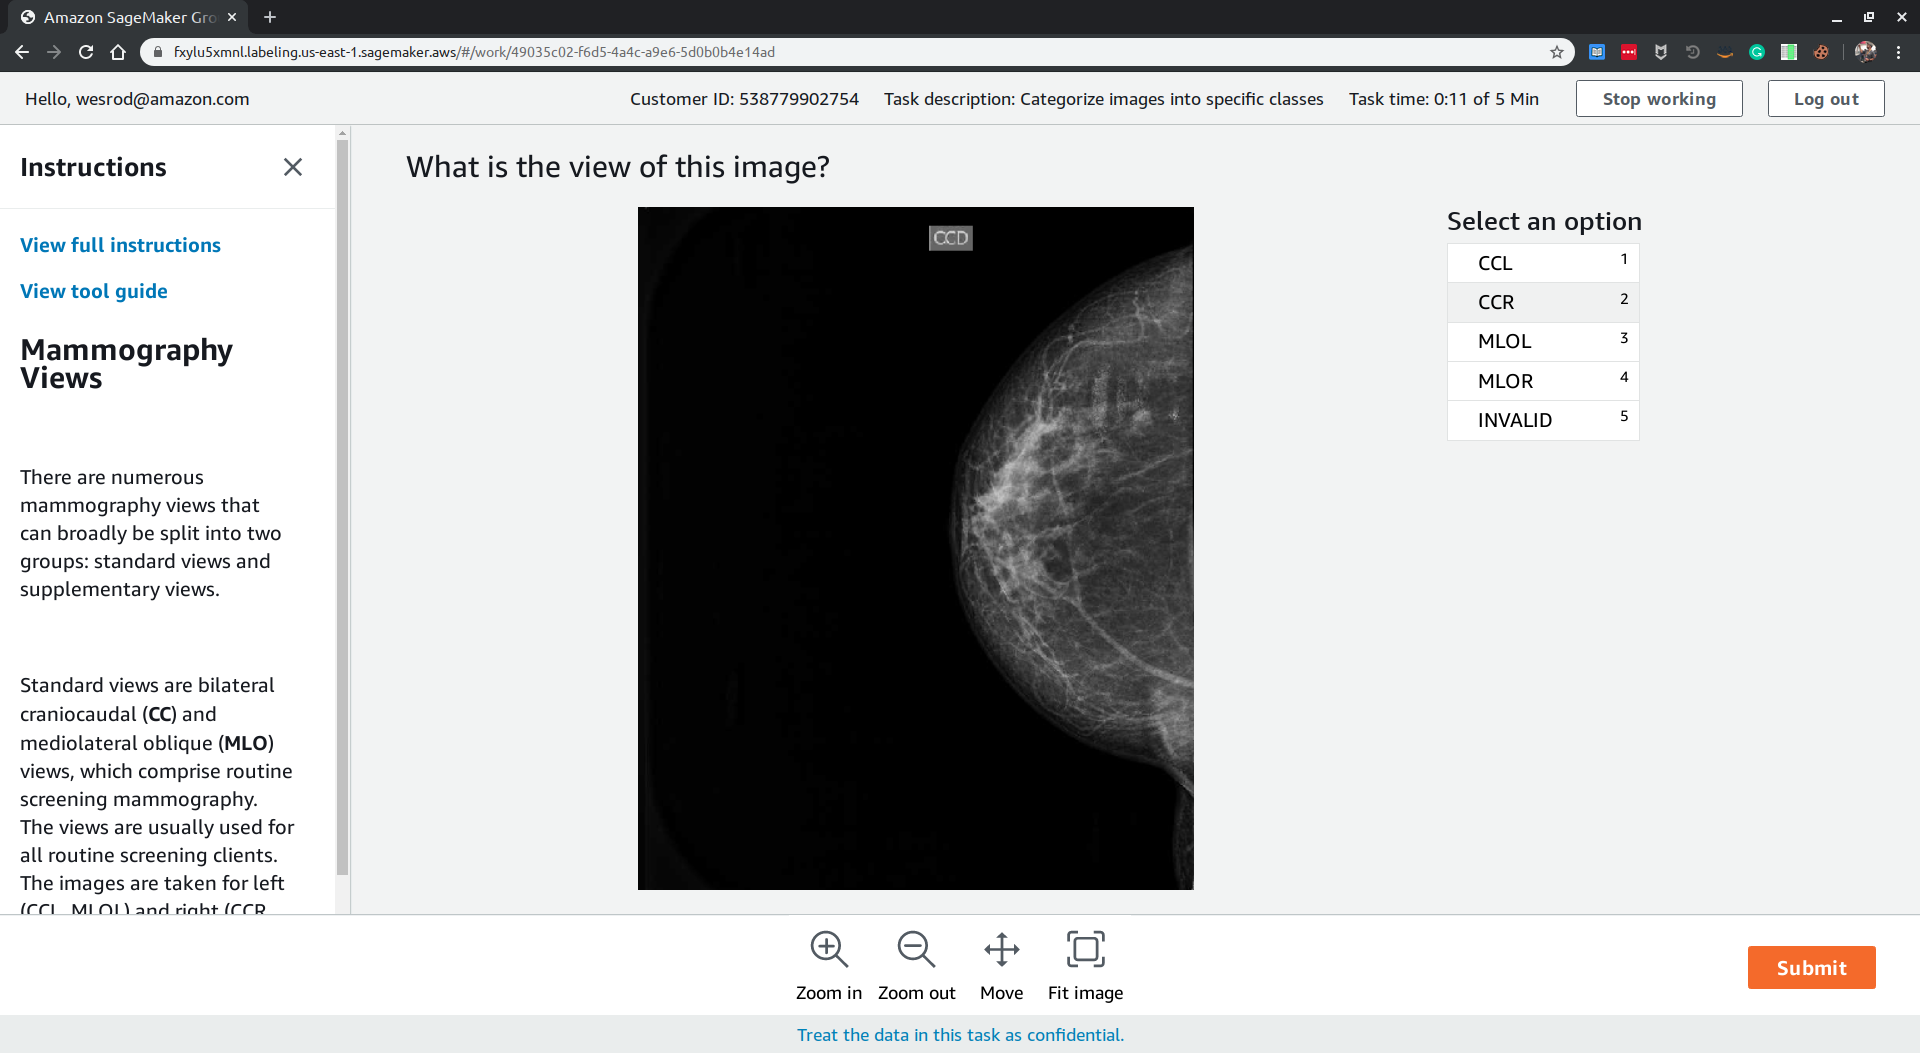 Amazon SageMaker Gro
fxylu5xmnl.labeling.us-east-1.sagemaker.aws/#/work/49035c02-f6d5-4a4c-a9e6-5d0b0b4e14ad
Hello, wesrod@amazon.com
Customer ID: 538779902754
Task description: Categorize images into specific classes
Task time: 0:11 of 5 Min
Stop working
Log out
Instructions
View full instructions
View tool guide
Mammography
Views
There are numerous
mammography views that
can broadly be split into two
groups: standard views and
supplementary views.
Standard views are bilateral
craniocaudal (CC) and
mediolateral oblique (MLO)
views, which comprise routine
screening mammography.
The views are usually used for
all routine screening clients.
The images are taken for left
(CCL, MLOL) and right (CCR
What is the view of this image?
CCD
Select an option
CCL 1
CCR 2
MLOL 3
MLOR 4
INVALID 5
Zoom in
Zoom out
Move
Fit image
Submit
Treat the data in this task as confidential.